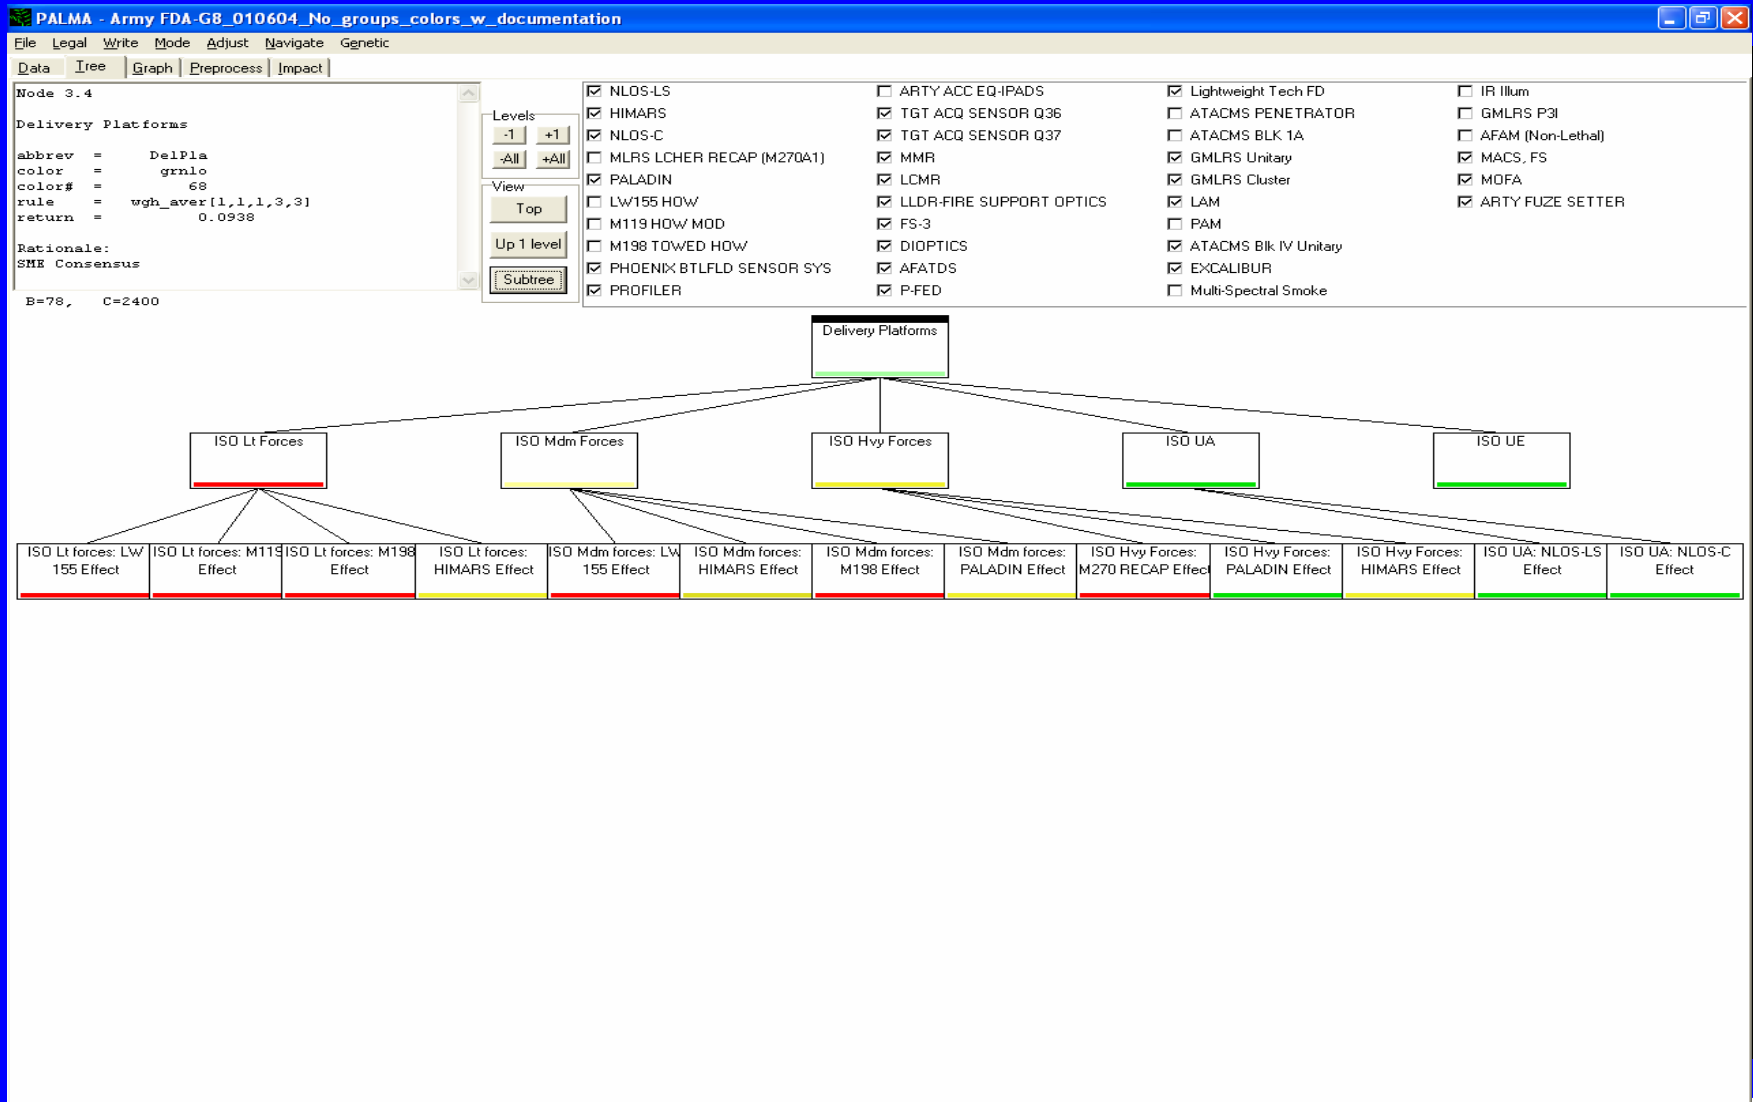 PALMA - Army FDA-G8_010604_No_groups_colors_w_documentation
File Legal Write Mode Adjust Navigate Genetic
Data Tree Graph Preprocess Impact
Node 3.4
Delivery Platforms
abbrev = DelPla
color = grnlo
color# = 68
rule = wgh_aver[1,1,1,3,3]
return = 0.0938
Rationale:
SME Consensus
B=78, C=2400
Levels
-1 +1
-All +All
View
Top
Up 1 level
Subtree
NLOS-LS
HIMARS
NLOS-C
MLRS LCHER RECAP (M270A1)
PALADIN
LW155 HOW
M119 HOW MOD
M198 TOWED HOW
PHOENIX BTLFLD SENSOR SYS
PROFILER
ARTY ACC EQ-IPADS
TGT ACQ SENSOR Q36
TGT ACQ SENSOR Q37
MMR
LCMR
LLDR-FIRE SUPPORT OPTICS
FS-3
DIOPTICS
AFATDS
P-FED
Lightweight Tech FD
ATACMS PENETRATOR
ATACMS BLK 1A
GMLRS Unitary
GMLRS Cluster
LAM
PAM
ATACMS Blk IV Unitary
EXCALIBUR
Multi-Spectral Smoke
IR Illum
GMLRS P3I
AFAM (Non-Lethal)
MACS, FS
MOFA
ARTY FUZE SETTER
Delivery Platforms
ISO Lt Forces
ISO Mdm Forces
ISO Hvy Forces
ISO UA
ISO UE
ISO Lt forces: LW
155 Effect
ISO Lt forces: M119
Effect
ISO Lt forces: M198
Effect
ISO Lt forces:
HIMARS Effect
ISO Mdm forces: LW
155 Effect
ISO Mdm forces:
HIMARS Effect
ISO Mdm forces:
M198 Effect
ISO Mdm forces:
PALADIN Effect
ISO Hvy Forces:
M270 RECAP Effect
ISO Hvy Forces:
PALADIN Effect
ISO Hvy Forces:
HIMARS Effect
ISO UA: NLOS-LS
Effect
ISO UA: NLOS-C
Effect